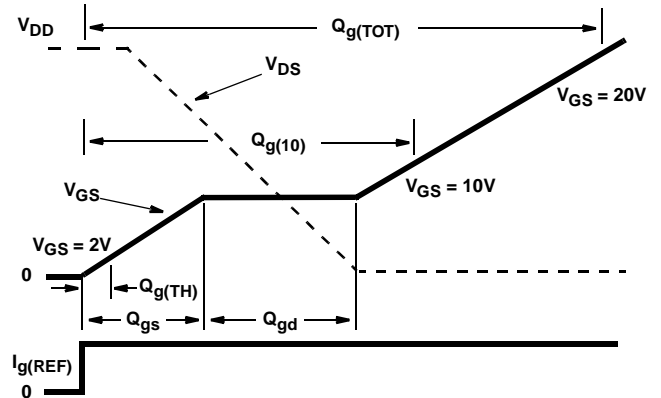 V_DD
Q_g(TOT)
V_DS
V_GS = 20V
Q_g(10)
V_GS
V_GS = 10V
V_GS = 2V
0
Q_g(TH)
Q_gs
Q_gd
I_g(REF)
0